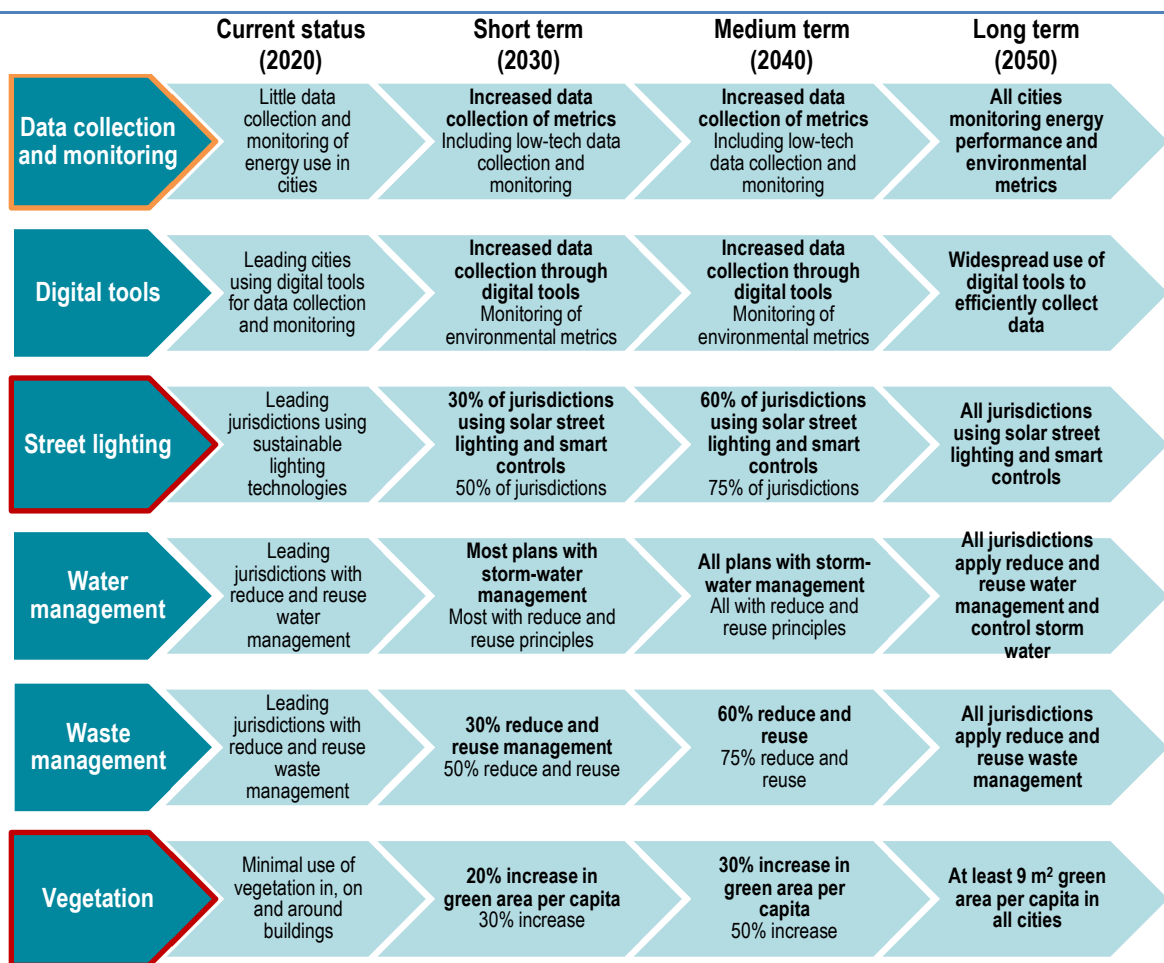 Current status
(2020)
Short term
(2030)
Medium term
(2040)
Long term
(2050)
Data collection
and monitoring
Little data
collection and
monitoring of
energy use in
cities
Increased data
collection of metrics
Including low-tech data
collection and
monitoring
Increased data
collection of metrics
Including low-tech
data collection and
monitoring
All cities
monitoring energy
performance and
environmental
metrics
Digital tools
Leading cities
using digital tools
for data collection
and monitoring
Increased data
collection through
digital tools
Monitoring of
environmental metrics
Increased data
collection through
digital tools
Monitoring of
environmental metrics
Widespread use of
digital tools to
efficiently collect
data
Street lighting
Leading
jurisdictions using
sustainable
lighting
technologies
30% of jurisdictions
using solar street
lighting and smart
controls
50% of jurisdictions
60% of jurisdictions
using solar street
lighting and smart
controls
75% of jurisdictions
All jurisdictions
using solar street
lighting and smart
controls
Water
management
Leading
jurisdictions with
reduce and reuse
water
management
Most plans with
storm-water
management
Most with reduce and
reuse principles
All plans with storm-
water management
All with reduce and
reuse principles
All jurisdictions
apply reduce and
reuse water
management and
control storm
water
Waste
management
Leading
jurisdictions with
reduce and reuse
waste
management
30% reduce and
reuse management
50% reduce and reuse
60% reduce and
reuse
75% reduce and
reuse
All jurisdictions
apply reduce and
reuse waste
management
Vegetation
Minimal use of
vegetation in, on
and around
buildings
20% increase in
green area per capita
30% increase
30% increase in
green area per
capita
50% increase
At least 9 m² green
area per capita in
all cities